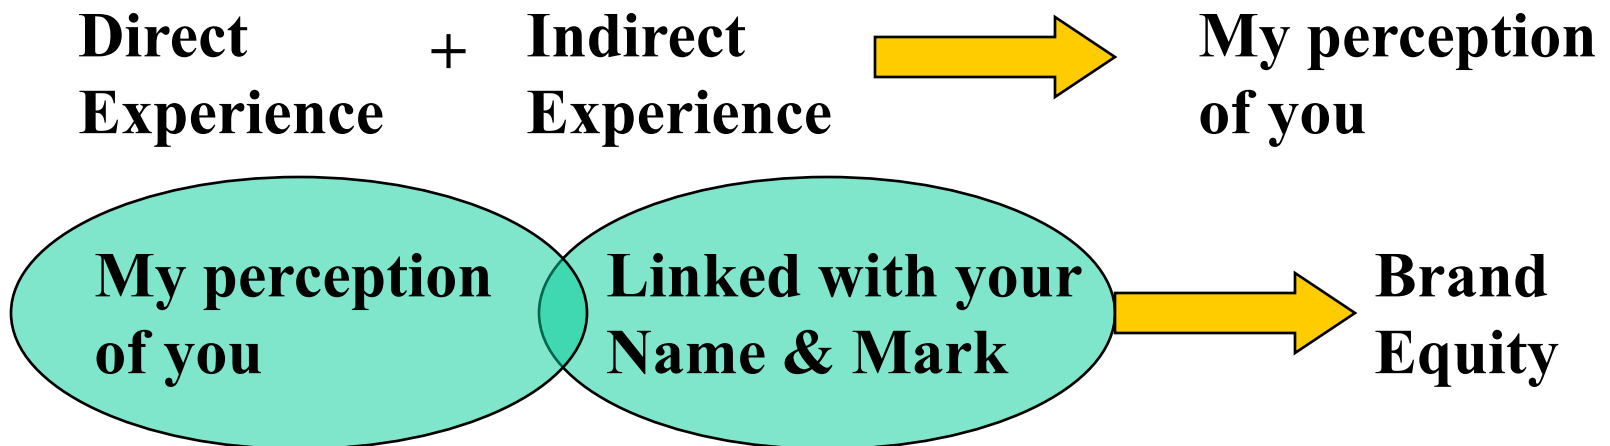 Direct + Indirect My perception
Experience Experience of you
My perception Linked with your Brand
of you Name & Mark Equity